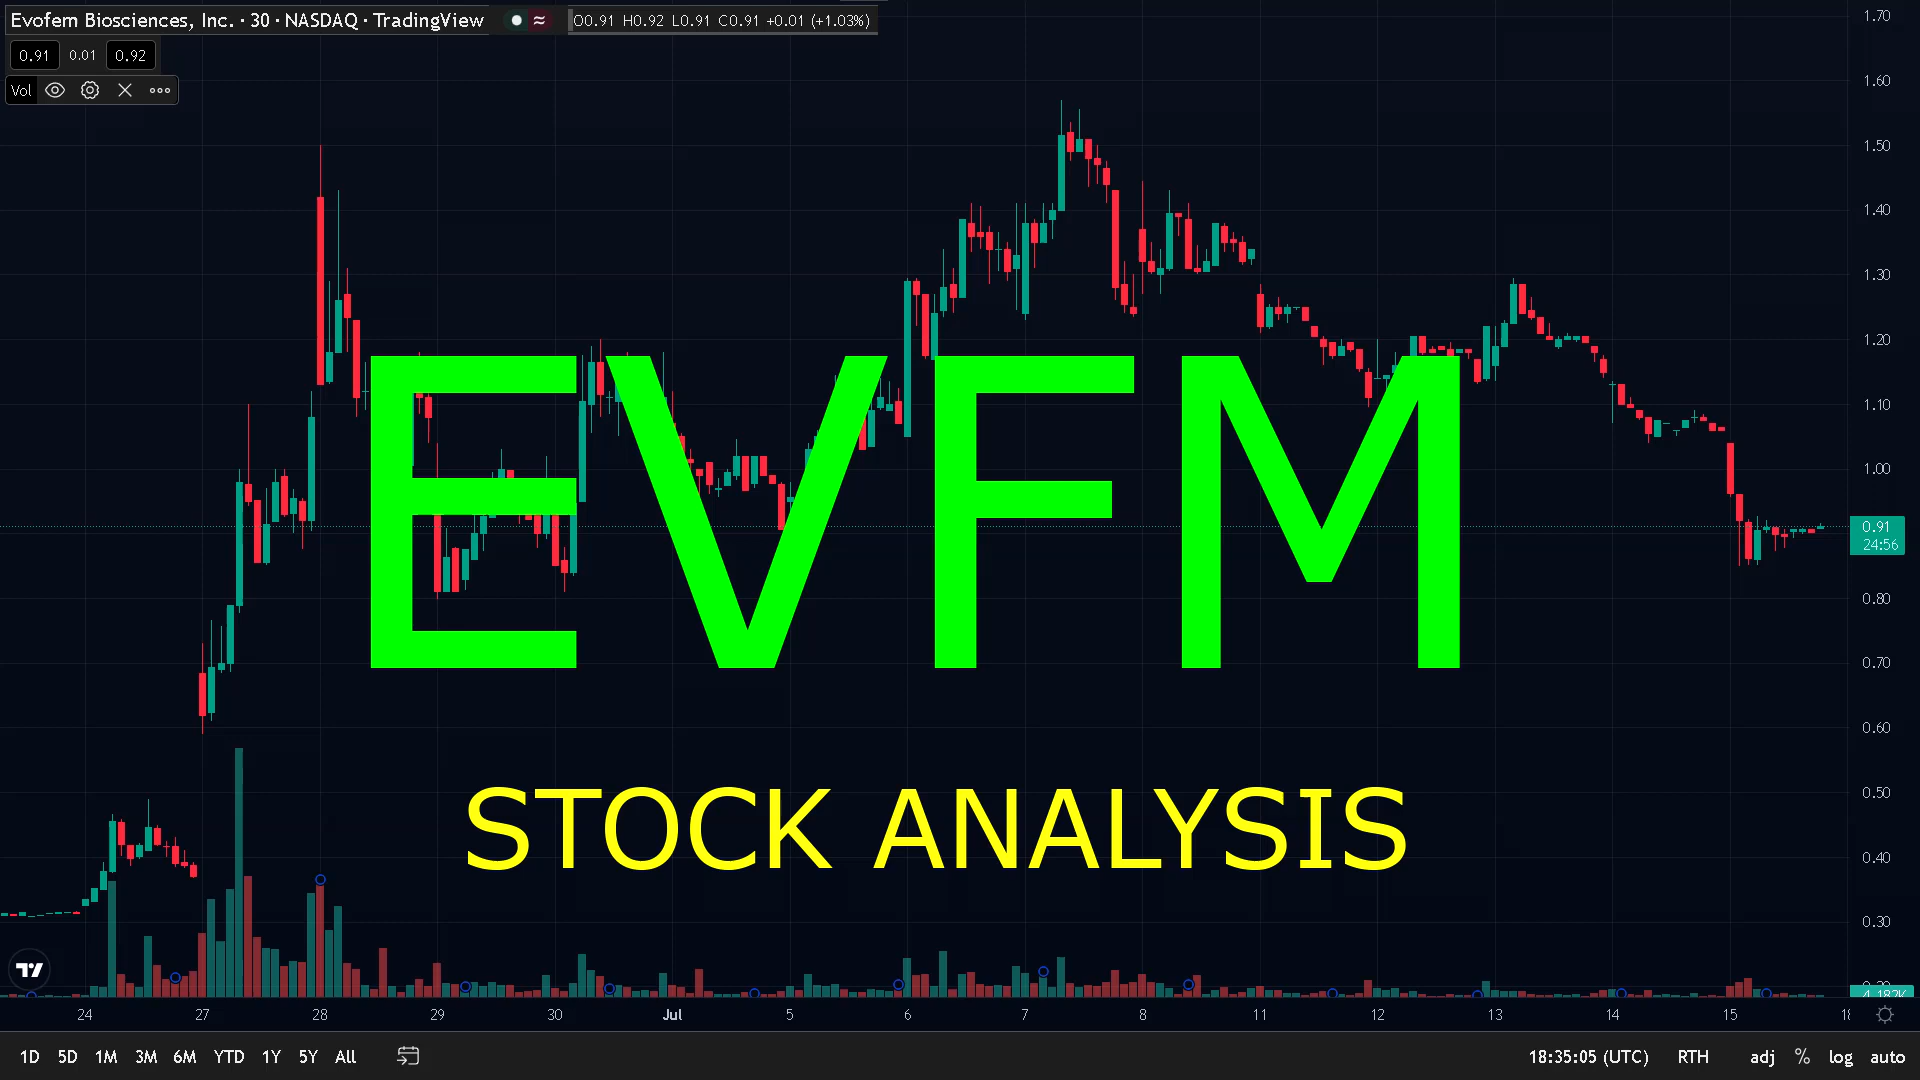 Evofem Biosciences, Inc. · 30 · NASDAQ · TradingView
O0.91 H0.92 L0.91 C0.91 +0.01 (+1.03%)
0.91 0.01 0.92
Vol
1.70
1.60
1.50
1.40
1.30
1.20
1.10
1.00
0.91
24:56
0.80
0.70
0.60
0.50
0.40
0.30
EVFM
STOCK ANALYSIS
24 27 28 29 30 Jul 5 6 7 8 11 12 13 14 15
1D 5D 1M 3M 6M YTD 1Y 5Y All
18:35:05 (UTC) RTH adj % log auto